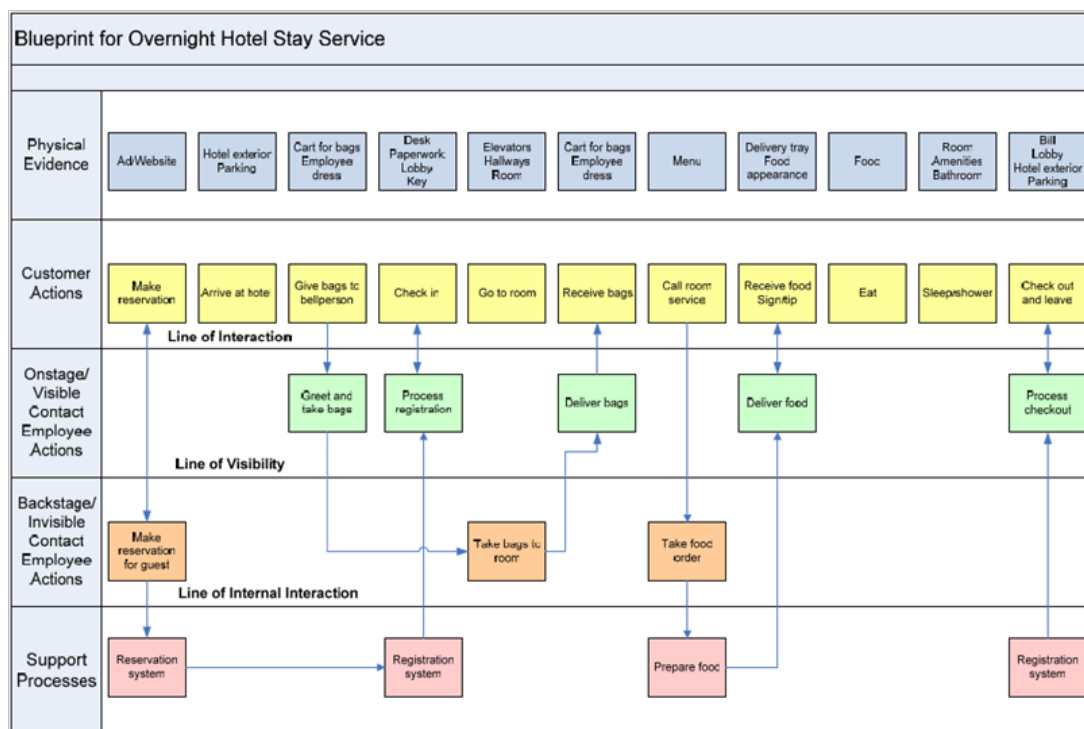 Blueprint for Overnight Hotel Stay Service
Physical
Evidence
Ad/Website
Hotel exterior
Parking
Cart for bags
Employee
dress
Desk
Paperwork
Lobby
Key
Elevators
Hallways
Room
Cart for bags
Employee
dress
Menu
Delivery tray
Food
appearance
Food
Room
Amenities
Bathroom
Bill
Lobby
Hotel exterior
Parking
Customer
Actions
Make
reservation
Arrive at hotel
Give bags to
bellperson
Check in
Go to room
Receive bags
Call room
service
Receive food
Sign/tip
Eat
Sleep/shower
Check out
and leave
Line of Interaction
Onstage/
Visible
Contact
Employee
Actions
Greet and
take bags
Process
registration
Deliver bags
Deliver food
Process
checkout
Line of Visibility
Backstage/
Invisible
Contact
Employee
Actions
Make
reservation
for guest
Take bags to
room
Take food
order
Line of Internal Interaction
Support
Processes
Reservation
system
Registration
system
Prepare food
Registration
system